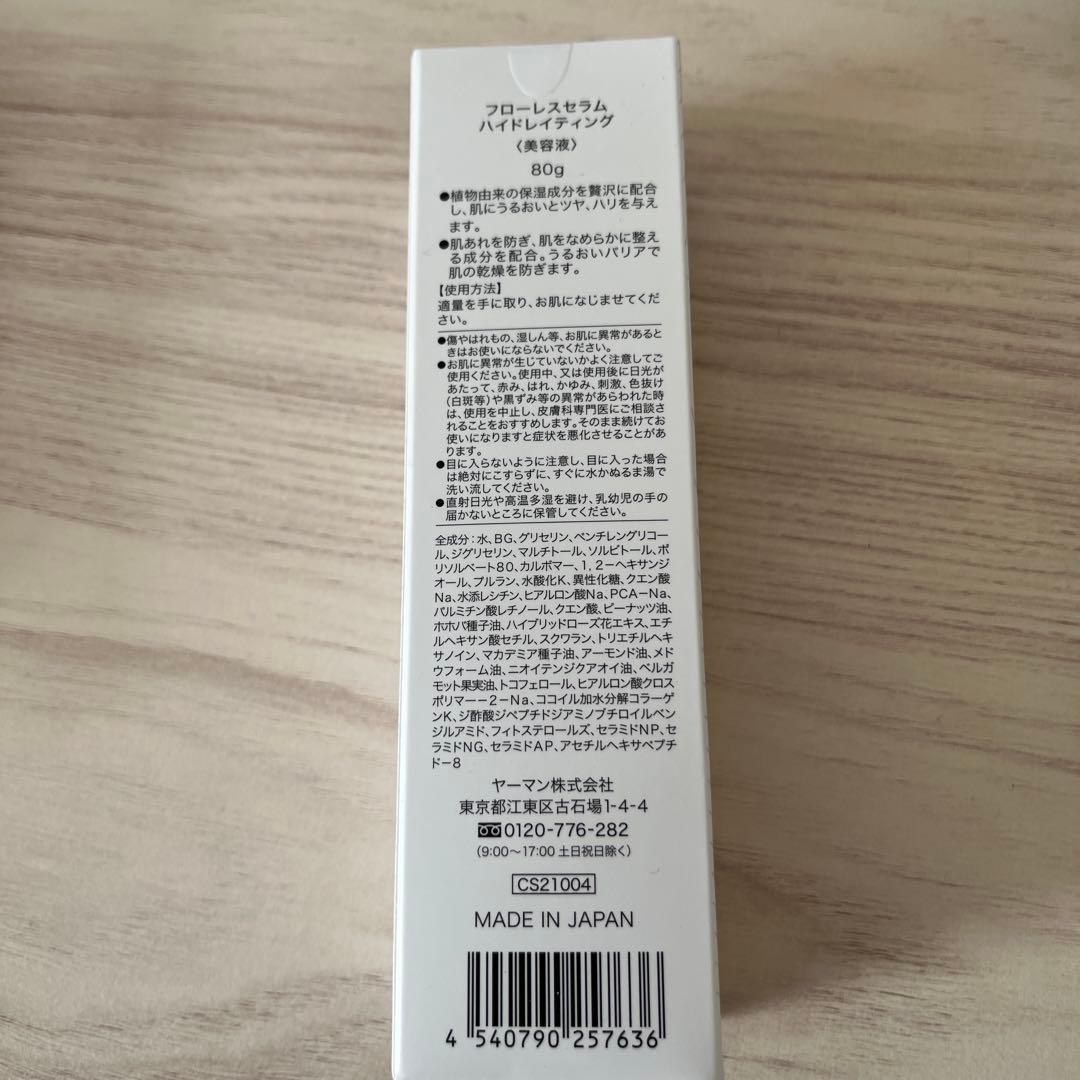 フローレスセラム
ハイドレイティング
〈美容液〉
80g
●植物由来の保湿成分を贅沢に配合
し、肌にうるおいとツヤ、ハリを与え
ます。
●肌あれを防ぎ、肌をなめらかに整え
る成分を配合。うるおいバリアで
肌の乾燥を防ぎます。
【使用方法】
適量を手に取り、お肌になじませてくだ
さい。
●傷やはれもの、湿しん等、お肌に異常があると
きはお使いにならないでください。
●お肌に異常が生じていないかよく注意してご
使用ください。使用中、又は使用後に日光が
あたって、赤み、はれ、かゆみ、刺激、色抜け
(白斑等)や黒ずみ等の異常があらわれた時
は、使用を中止し、皮膚科専門医にご相談さ
れることをおすすめします。そのまま続けてお
使いになりますと症状を悪化させることがあ
ります。
●目に入らないように注意し、目に入った場合
は絶対にこすらずに、すぐに水かぬるま湯で
洗い流してください。
●直射日光や高温多湿を避け、乳幼児の手の
届かないところに保管してください。
全成分:水、BG、グリセリン、ペンチレングリコー
ル、ジグリセリン、マルチトール、ソルビトール、ポ
リソルベート80、カルボマー、1,2-ヘキサンジ
オール、プルラン、水酸化K、異性化糖、クエン酸
Na、水添レシチン、ヒアルロン酸Na、PCA-Na、
パルミチン酸レチノール、クエン酸、ピーナッツ油、
ホホバ種子油、ハイブリッドローズ花エキス、エチ
ルヘキサン酸セチル、スクワラン、トリエチルヘキ
サノイン、マカデミア種子油、アーモンド油、メド
ウフォーム油、ニオイテンジクアオイ油、ベルガ
モット果実油、トコフェロール、ヒアルロン酸クロス
ポリマー-2-Na、ココイル加水分解コラーゲ
ンK、ジ酢酸ジペプチドジアミノブチロイルベン
ジルアミド、フィトステロールズ、セラミドNP、セ
ラミドNG、セラミドAP、アセチルヘキサペプチ
ド-8
ヤーマン株式会社
東京都江東区古石場1-4-4
0120-776-282
(9:00～17:00 土日祝日除く)
CS21004
MADE IN JAPAN
4 540790 257636